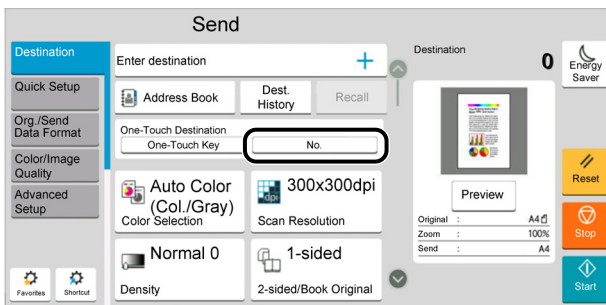 Send
Destination
Quick Setup
Org./Send
Data Format
Color/Image
Quality
Advanced
Setup
Favorites
Shortcut
Enter destination
+
Address Book
Dest.
History
Recall
One-Touch Destination
One-Touch Key
No.
Auto Color
(Col./Gray)
Color Selection
dpi
300x300dpi
Scan Resolution
Normal 0
Density
1-sided
2-sided/Book Original
Destination
0
Preview
Original : A4
Zoom : 100%
Send : A4
Energy
Saver
Reset
Stop
Start